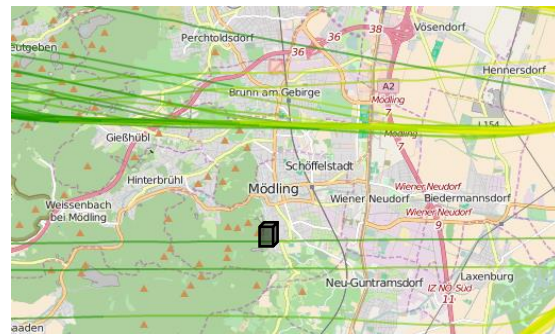 Vösendorf
38
36
Perchtoldsdorf
36
Hennersdorf
A2
Brunn am Gebirge
Mödling
7
L154
Mödling
7
Gießhübl
Schöffelstadt
Hinterbrühl
Mödling
Wiener Neudorf
Weissenbach
bei Mödling
Wiener Neudorf
Biedermannsdorf
Wiener Neudorf
9
Neu-Guntramsdorf
Laxenburg
IZ NÖ Süd
11